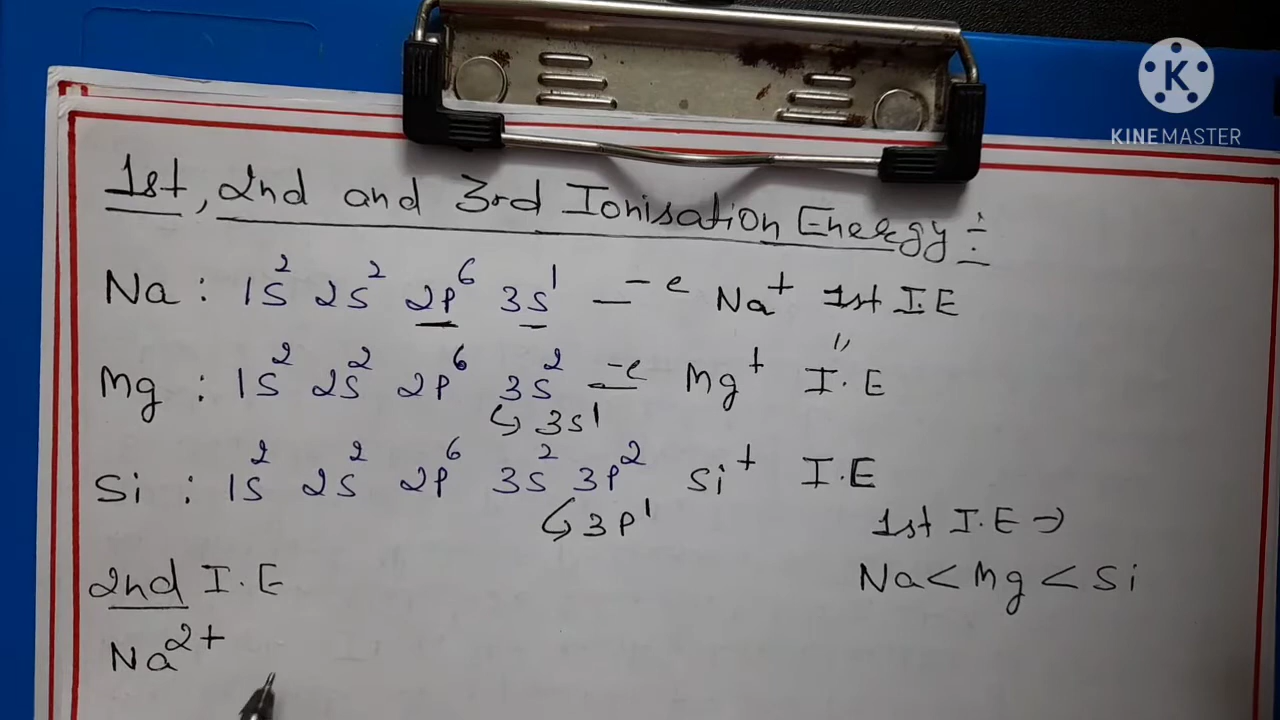 KINEMASTER
1st, 2nd and 3rd Ionisation Energy :-
Na : 1s² 2s² 2p⁶ 3s¹ — -e Na⁺ 1st I.E
Mg : 1s² 2s² 2p⁶ 3s² -e Mg⁺ " I.E
↳ 3s¹
Si : 1s² 2s² 2p⁶ 3s² 3p² Si⁺ I.E
↳ 3p¹
1st I.E ⇒
Na < Mg < Si
2nd I.E
Na²⁺